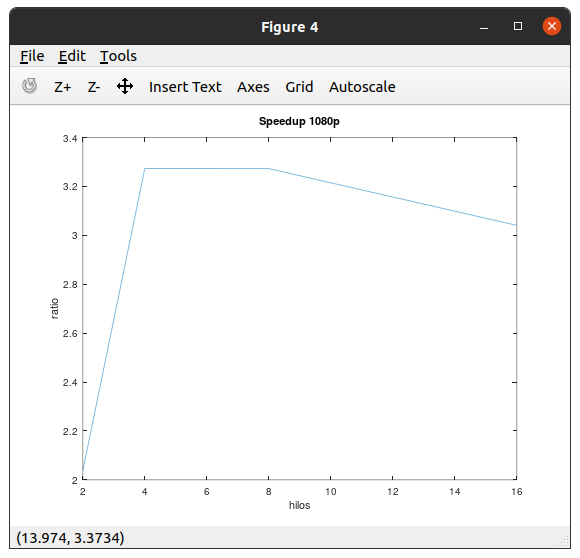 Figure 4
File Edit Tools
Z+ Z- Insert Text Axes Grid Autoscale
Speedup 1080p
3.4
3.2
3
2.8
2.6
2.4
2.2
2
ratio
2 4 6 8 10 12 14 16
hilos
(13.974, 3.3734)